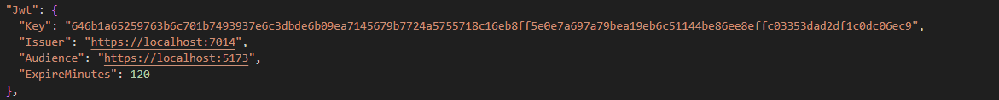 "Jwt": {
"Key": "646b1a65259763b6c701b7493937e6c3dbde6b09ea7145679b7724a5755718c16eb8ff5e0e7a697a79bea19eb6c51144be86ee8effc03353dad2df1c0dc06ec9",
"Issuer": "https://localhost:7014",
"Audience": "https://localhost:5173",
"ExpireMinutes": 120
},